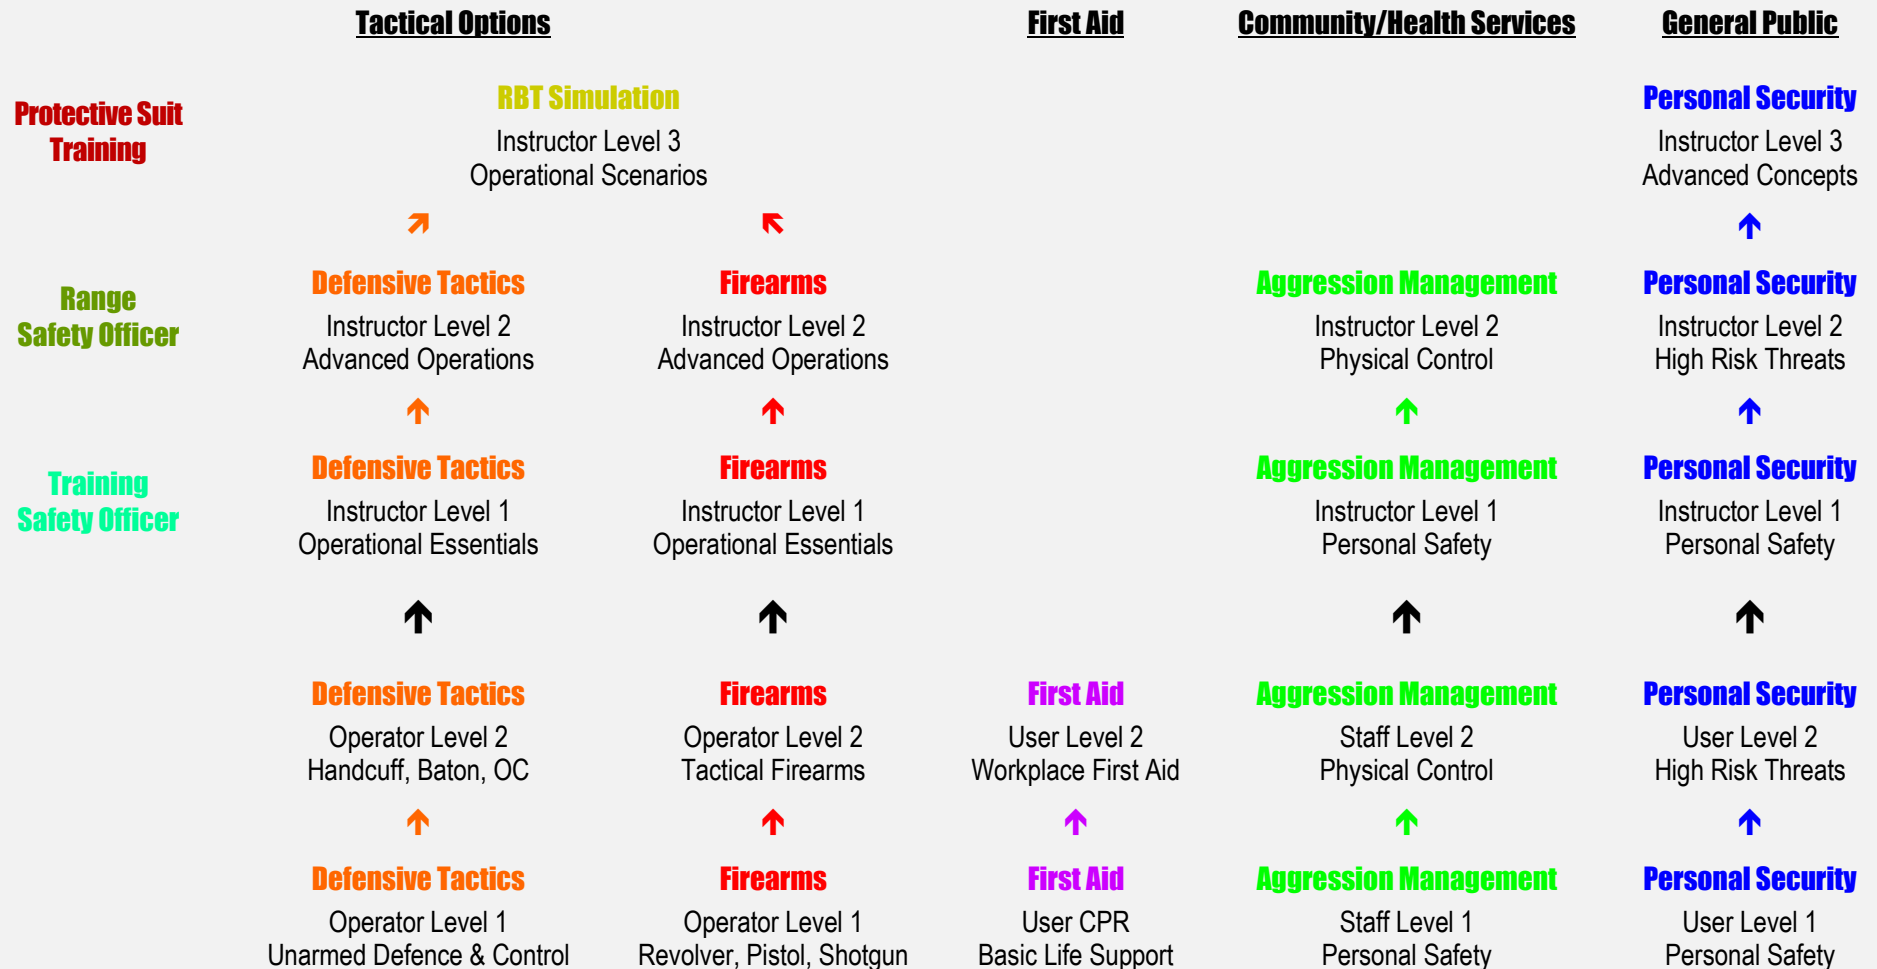 Tactical Options
First Aid
Community/Health Services
General Public
Protective Suit
Training
RBT Simulation
Instructor Level 3
Operational Scenarios
Personal Security
Instructor Level 3
Advanced Concepts
Range
Safety Officer
Defensive Tactics
Instructor Level 2
Advanced Operations
Firearms
Instructor Level 2
Advanced Operations
Aggression Management
Instructor Level 2
Physical Control
Personal Security
Instructor Level 2
High Risk Threats
Training
Safety Officer
Defensive Tactics
Instructor Level 1
Operational Essentials
Firearms
Instructor Level 1
Operational Essentials
Aggression Management
Instructor Level 1
Personal Safety
Personal Security
Instructor Level 1
Personal Safety
Defensive Tactics
Operator Level 2
Handcuff, Baton, OC
Firearms
Operator Level 2
Tactical Firearms
First Aid
User Level 2
Workplace First Aid
Aggression Management
Staff Level 2
Physical Control
Personal Security
User Level 2
High Risk Threats
Defensive Tactics
Operator Level 1
Unarmed Defence & Control
Firearms
Operator Level 1
Revolver, Pistol, Shotgun
First Aid
User CPR
Basic Life Support
Aggression Management
Staff Level 1
Personal Safety
Personal Security
User Level 1
Personal Safety